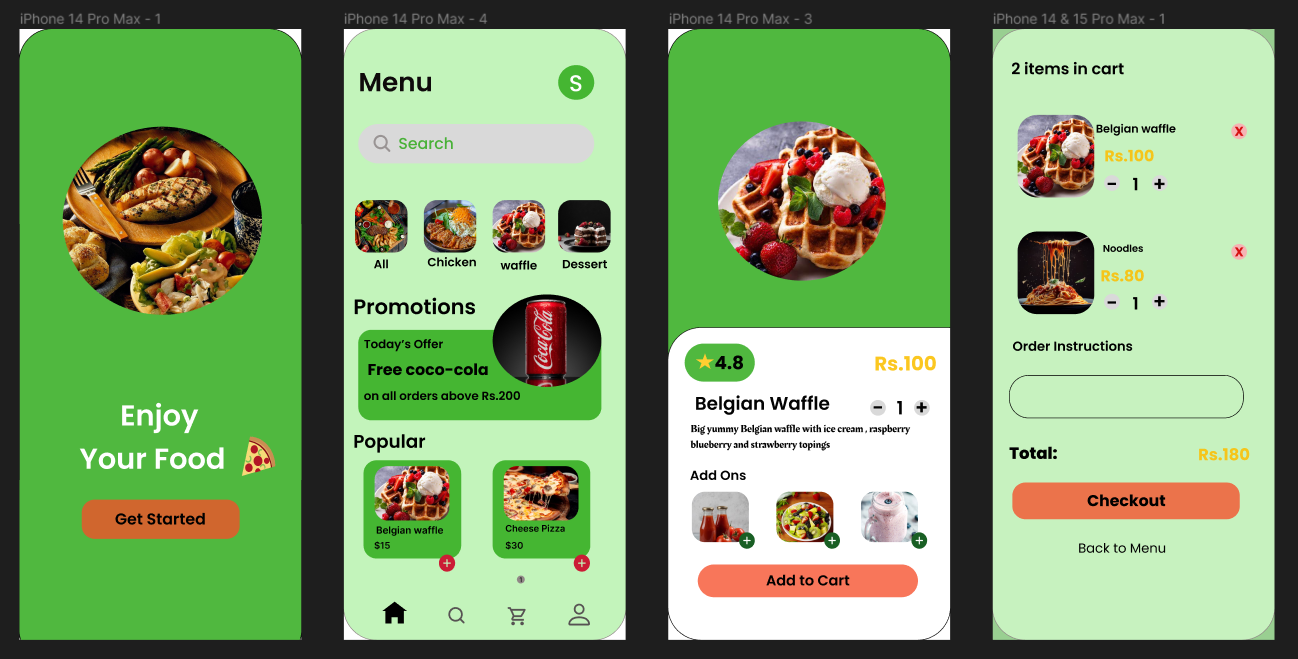 iPhone 14 Pro Max - 1
Enjoy
Your Food
Get Started
iPhone 14 Pro Max - 4
Menu
S
Search
All
Chicken
waffle
Dessert
Promotions
Today's Offer
Free coco-cola
on all orders above Rs.200
Coca-Cola
Popular
Belgian waffle
$15
+
Cheese Pizza
$30
+
1
iPhone 14 Pro Max - 3
4.8
Rs.100
Belgian Waffle
− 1 +
Big yummy Belgian waffle with ice cream , raspberry
blueberry and strawberry topings
Add Ons
+
+
+
Add to Cart
iPhone 14 & 15 Pro Max - 1
2 items in cart
Belgian waffle
X
Rs.100
− 1 +
Noodles
X
Rs.80
− 1 +
Order Instructions
Total:
Rs.180
Checkout
Back to Menu